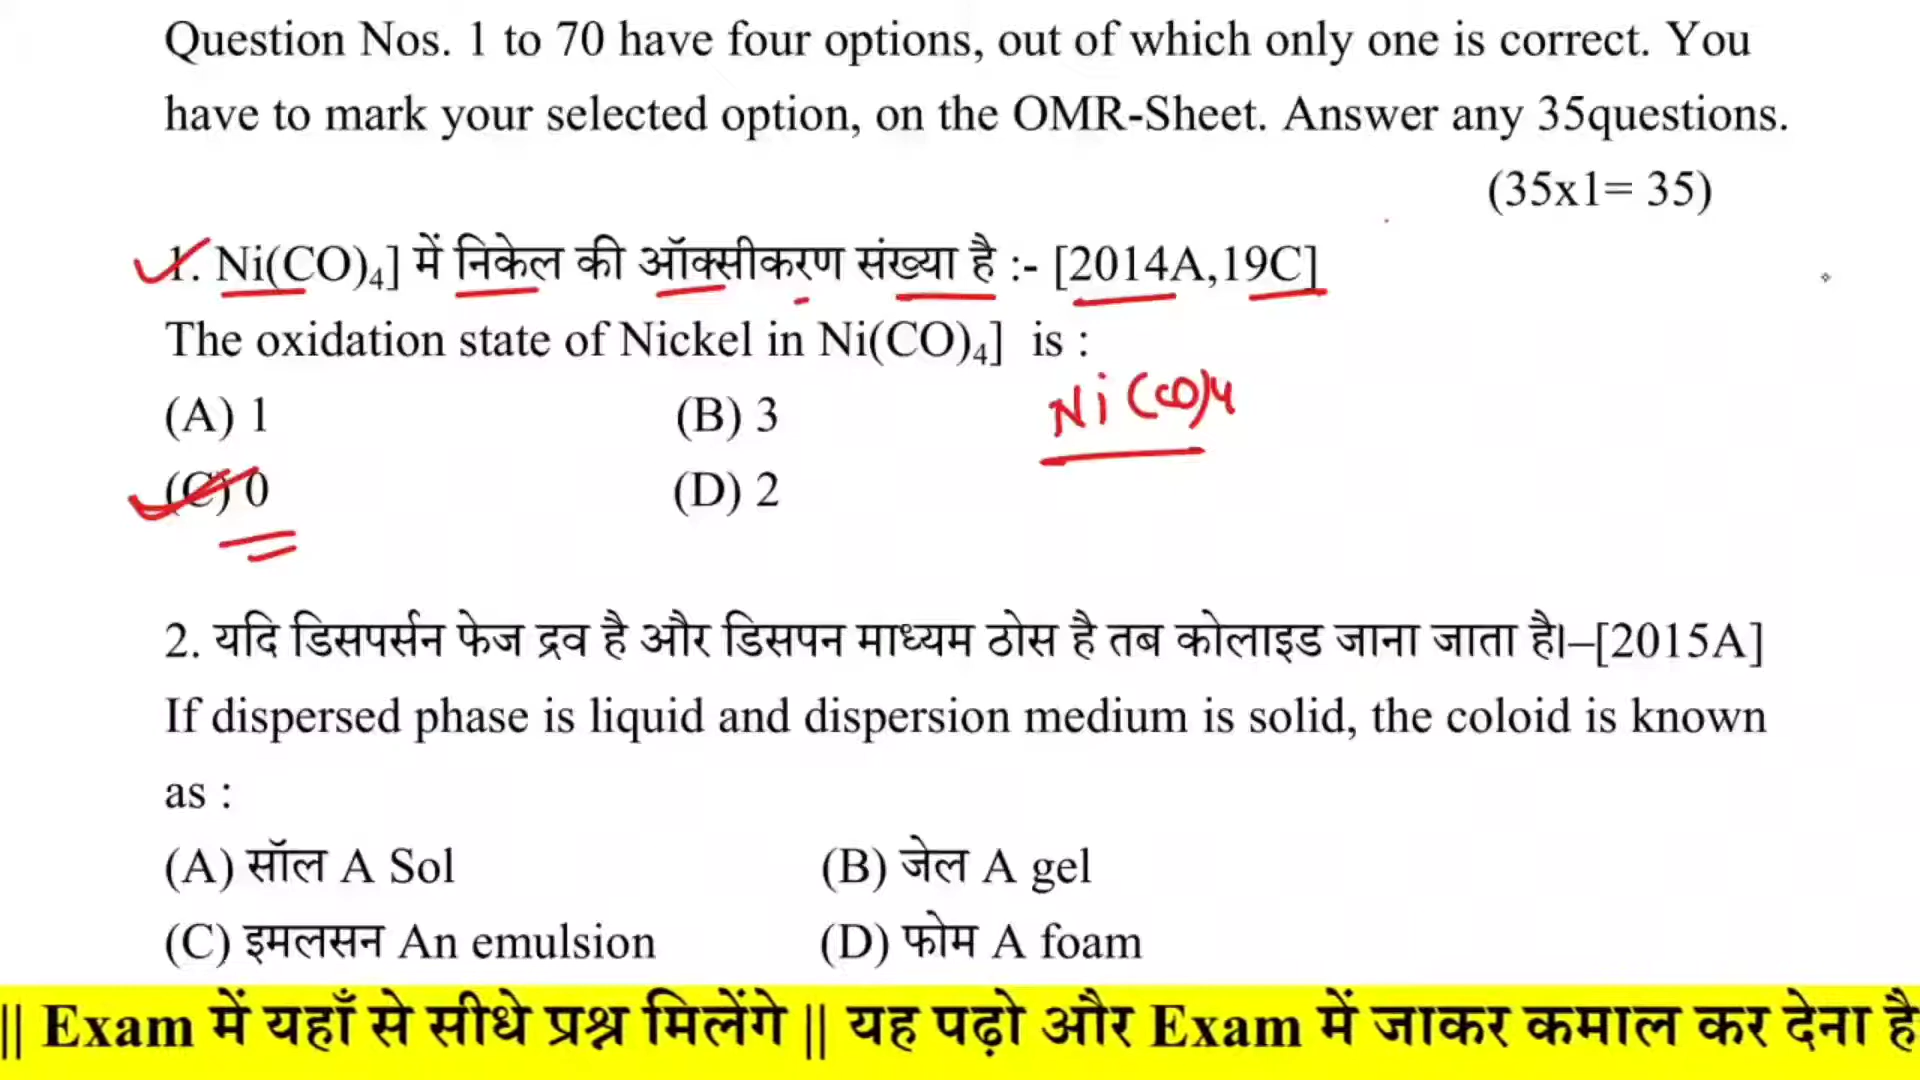 Question Nos. 1 to 70 have four options, out of which only one is correct. You
have to mark your selected option, on the OMR-Sheet. Answer any 35questions.
(35x1= 35)
1. Ni(CO)₄] में निकेल की ऑक्सीकरण संख्या है :- [2014A,19C]
The oxidation state of Nickel in Ni(CO)₄] is :
(A) 1 (B) 3
Ni (CO)4
(C) 0 (D) 2
2. यदि डिसपर्सन फेज द्रव है और डिसपन माध्यम ठोस है तब कोलाइड जाना जाता है।–[2015A]
If dispersed phase is liquid and dispersion medium is solid, the coloid is known
as :
(A) सॉल A Sol (B) जेल A gel
(C) इमलसन An emulsion (D) फोम A foam
|| Exam में यहाँ से सीधे प्रश्न मिलेंगे || यह पढ़ो और Exam में जाकर कमाल कर देना है